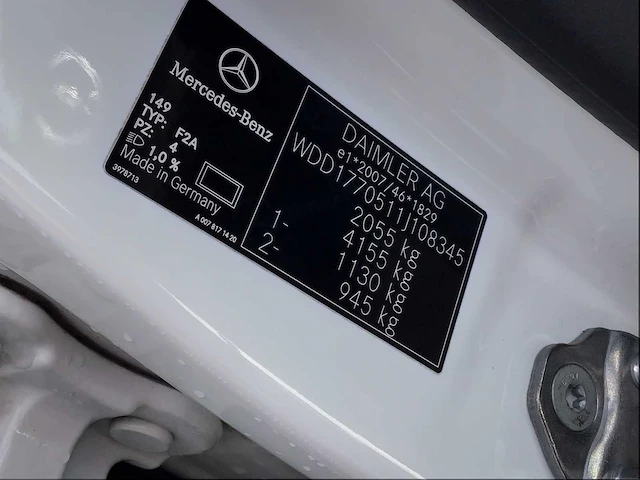 Mercedes-Benz
149
TYP: F2A
PZ: 4
1,0 %
Made in Germany
3978713
A 007 817 14 20
DAIMLER AG
e1*2007/46*1829
WDD1770511J108345
2055 kg
4155 kg
1- 1130 kg
2- 945 kg